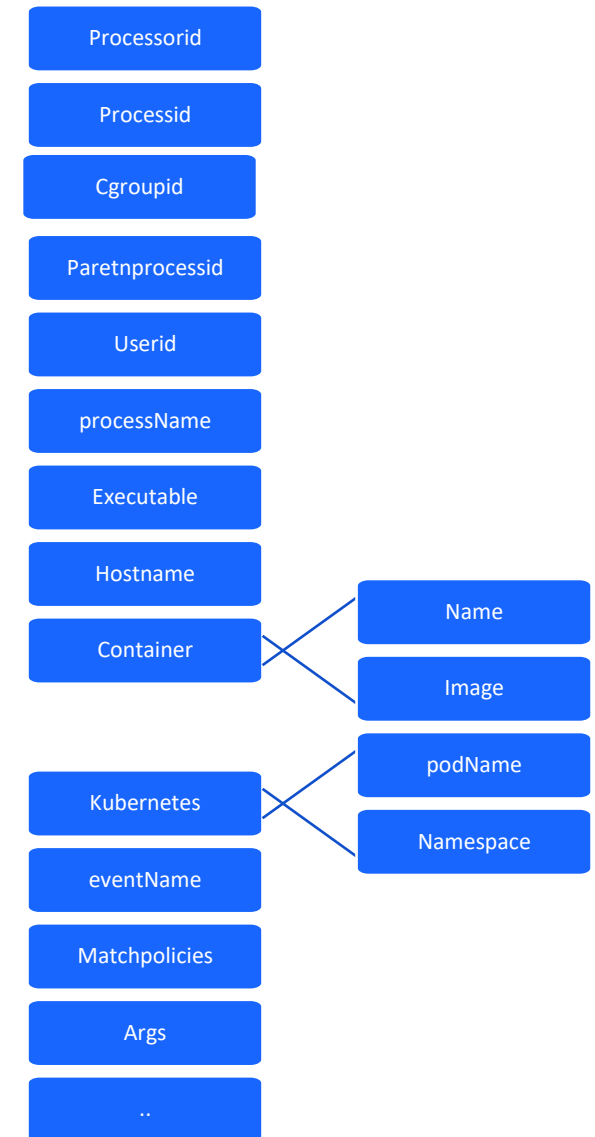 Processorid
Processid
Cgroupid
Paretnprocessid
Userid
processName
Executable
Hostname
Container
Name
Image
Kubernetes
podName
Namespace
eventName
Matchpolicies
Args
..